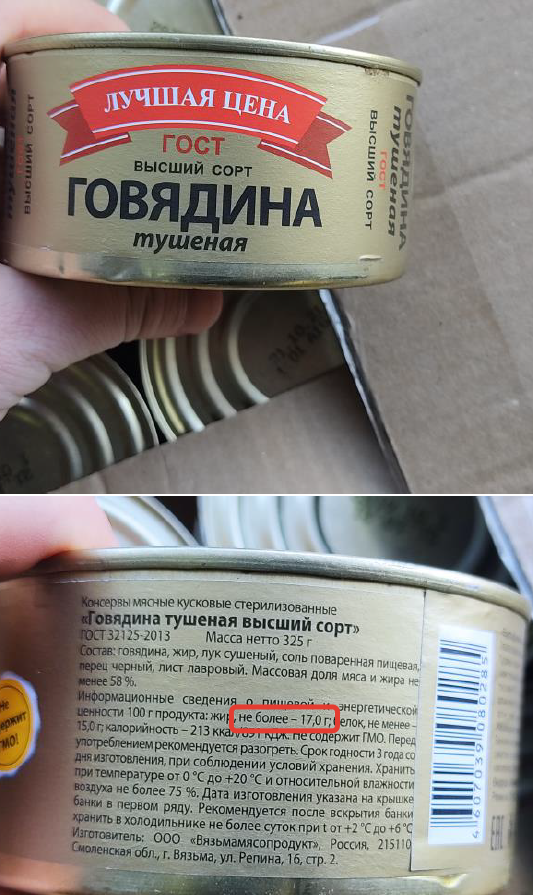 ЛУЧШАЯ ЦЕНА
ГОСТ
ВЫСШИЙ СОРТ
ГОВЯДИНА
тушеная
ВЫСШИЙ СОРТ
ГОСТ
ГОВЯДИНА
тушеная
ВЫСШИЙ СОРТ
Консервы мясные кусковые стерилизованные
«Говядина тушеная высший сорт»
ГОСТ 32125-2013 Масса нетто 325 г
Состав: говядина, жир, лук сушеный, соль поваренная пищевая,
перец черный, лист лавровый. Массовая доля мяса и жира не
менее 58 %.
Информационные сведения о пищевой и энергетической
ценности 100 г продукта: жир, не более – 17,0 г; белок, не менее –
15,0 г; калорийность – 213 ккал/891 кДж. Не содержит ГМО. Перед
употреблением рекомендуется разогреть. Срок годности 3 года со
дня изготовления, при соблюдении условий хранения. Хранить
при температуре от 0 °С до +20 °С и относительной влажности
воздуха не более 75 %. Дата изготовления указана на крышке
банки в первом ряду. Рекомендуется после вскрытия банки
хранить в холодильнике не более суток при t от +2 °С до +6 °С
Изготовитель: ООО «Вязьмамясопродукт», Россия, 215110
Смоленская обл., г. Вязьма, ул. Репина, 16, стр. 2.
Не
содержит
ГМО!
4607039080285